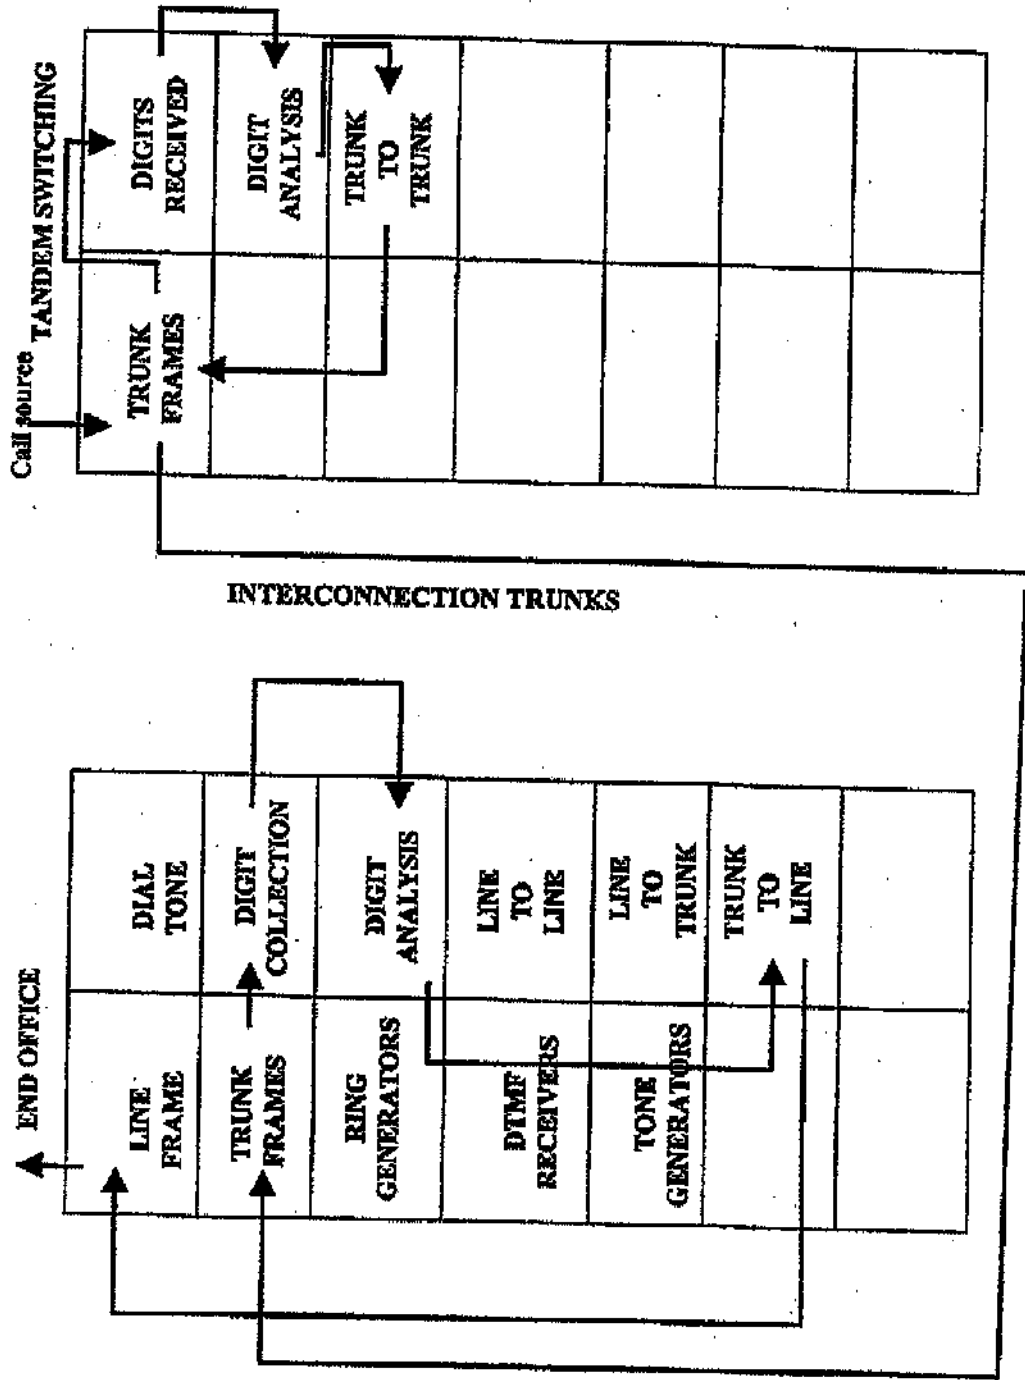 END OFFICE
LINE
FRAME
DIAL
TONE
TRUNK
FRAMES
DIGIT
COLLECTION
RING
GENERATORS
DIGIT
ANALYSIS
DTMF
RECEIVERS
LINE
TO
LINE
TONE
GENERATORS
LINE
TO
TRUNK
TRUNK
TO
LINE
INTERCONNECTION TRUNKS
Call source
TANDEM SWITCHING
TRUNK
FRAMES
DIGITS
RECEIVED
DIGIT
ANALYSIS
TRUNK
TO
TRUNK